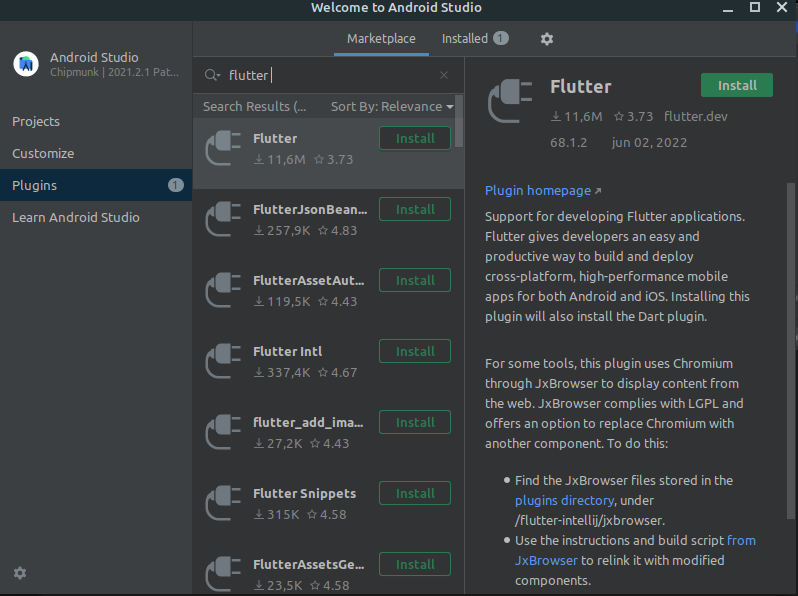 Welcome to Android Studio
Android Studio
Chipmunk | 2021.2.1 Pat...
Projects
Customize
Plugins 1
Learn Android Studio
Marketplace Installed 1
flutter
Search Results (... Sort By: Relevance
Flutter Install
11,6M 3.73
FlutterJsonBean... Install
257,9K 4.83
FlutterAssetAut... Install
119,5K 4.43
Flutter Intl Install
337,4K 4.67
flutter_add_ima... Install
27,2K 4.43
Flutter Snippets Install
315K 4.58
FlutterAssetsGe... Install
23,5K 4.58
Flutter Install
11,6M 3.73 flutter.dev
68.1.2 jun 02, 2022
Plugin homepage ↗
Support for developing Flutter applications.
Flutter gives developers an easy and
productive way to build and deploy
cross-platform, high-performance mobile
apps for both Android and iOS. Installing this
plugin will also install the Dart plugin.
For some tools, this plugin uses Chromium
through JxBrowser to display content from
the web. JxBrowser complies with LGPL and
offers an option to replace Chromium with
another component. To do this:
• Find the JxBrowser files stored in the
plugins directory, under
/flutter-intellij/jxbrowser.
• Use the instructions and build script from
JxBrowser to relink it with modified
components.